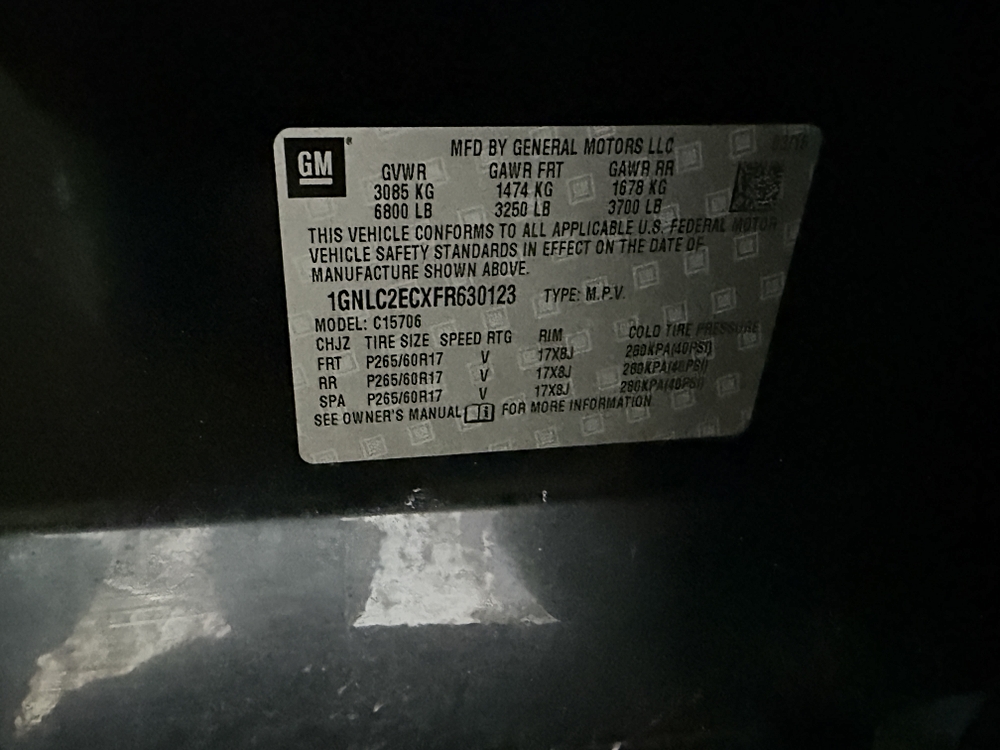 GM
MFD BY GENERAL MOTORS LLC
GVWR GAWR FRT GAWR RR
3085 KG 1474 KG 1678 KG
6800 LB 3250 LB 3700 LB
THIS VEHICLE CONFORMS TO ALL APPLICABLE U.S. FEDERAL MOTOR
VEHICLE SAFETY STANDARDS IN EFFECT ON THE DATE OF
MANUFACTURE SHOWN ABOVE.
1GNLC2ECXFR630123 TYPE: M.P.V.
MODEL: C15706
CHJZ TIRE SIZE SPEED RTG RIM COLD TIRE PRESSURE
FRT P265/60R17 V 17X8J 280KPA(40PSI)
RR P265/60R17 V 17X8J 280KPA(40PSI)
SPA P265/60R17 V 17X8J 280KPA(40PSI)
SEE OWNER'S MANUAL FOR MORE INFORMATION